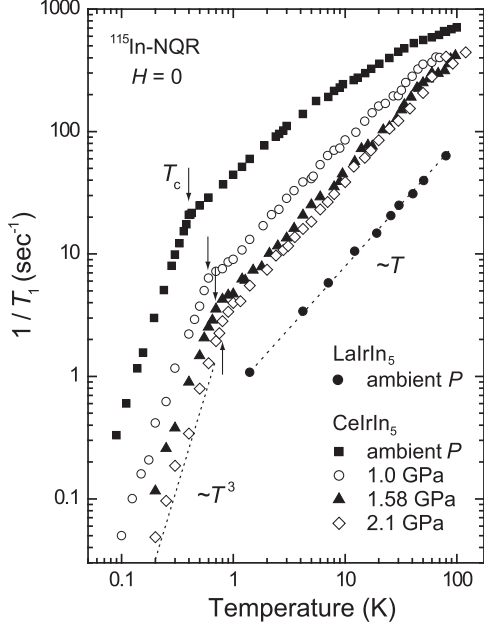 1000
100
10
1
0.1
1 / T₁ (sec⁻¹)
¹¹⁵In-NQR
H = 0
T_c
~T
~T³
LaIrIn₅
ambient P
CeIrIn₅
ambient P
1.0 GPa
1.58 GPa
2.1 GPa
0.1 1 10 100
Temperature (K)